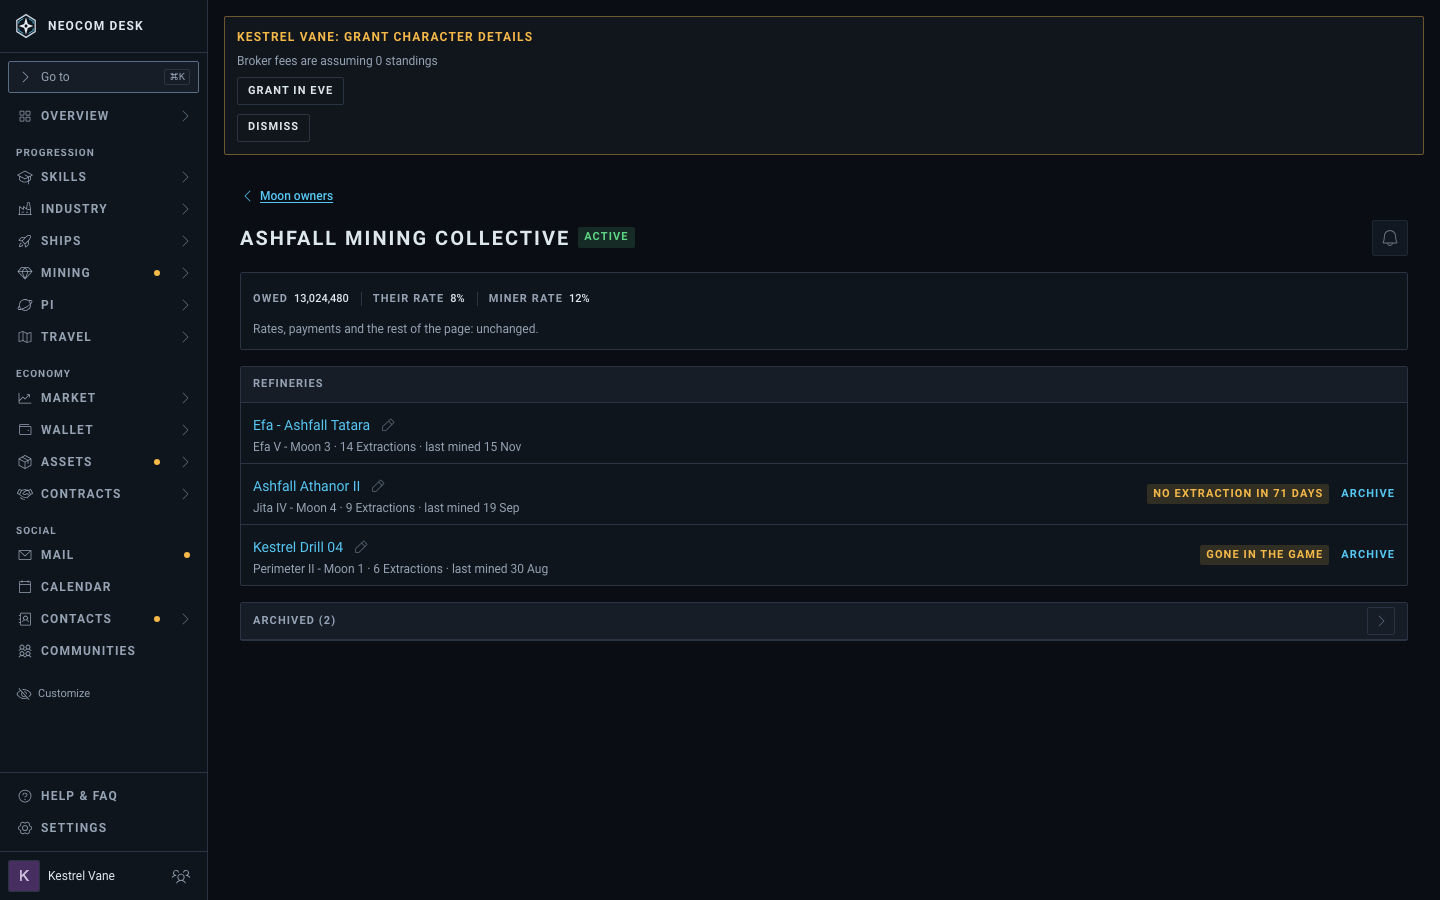 NEOCOM DESK
Go to ⌘K
OVERVIEW
PROGRESSION
SKILLS
INDUSTRY
SHIPS
MINING
PI
TRAVEL
ECONOMY
MARKET
WALLET
ASSETS
CONTRACTS
SOCIAL
MAIL
CALENDAR
CONTACTS
COMMUNITIES
Customize
HELP & FAQ
SETTINGS
K Kestrel Vane
KESTREL VANE: GRANT CHARACTER DETAILS
Broker fees are assuming 0 standings
GRANT IN EVE
DISMISS
Moon owners
ASHFALL MINING COLLECTIVE ACTIVE
OWED 13,024,480 THEIR RATE 8% MINER RATE 12%
Rates, payments and the rest of the page: unchanged.
REFINERIES
Efa - Ashfall Tatara
Efa V - Moon 3 · 14 Extractions · last mined 15 Nov
Ashfall Athanor II
Jita IV - Moon 4 · 9 Extractions · last mined 19 Sep
NO EXTRACTION IN 71 DAYS ARCHIVE
Kestrel Drill 04
Perimeter II - Moon 1 · 6 Extractions · last mined 30 Aug
GONE IN THE GAME ARCHIVE
ARCHIVED (2)